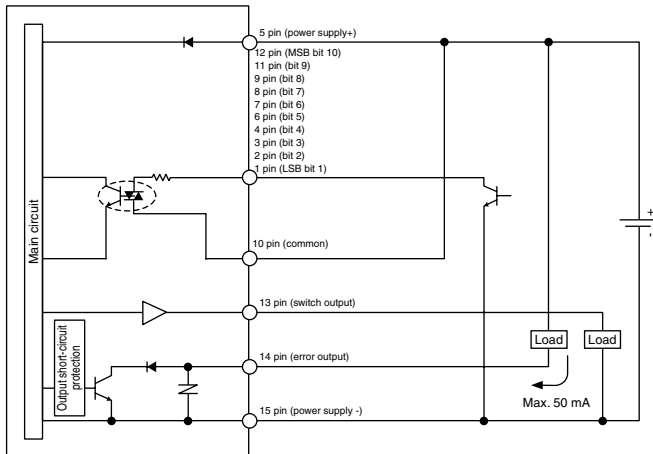 5 pin (power supply+)
12 pin (MSB bit 10)
11 pin (bit 9)
9 pin (bit 8)
8 pin (bit 7)
7 pin (bit 6)
6 pin (bit 5)
4 pin (bit 4)
3 pin (bit 3)
2 pin (bit 2)
1 pin (LSB bit 1)
Main circuit
+
-
10 pin (common)
13 pin (switch output)
Load
Load
14 pin (error output)
Output short-circuit
protection
Max. 50 mA
15 pin (power supply -)